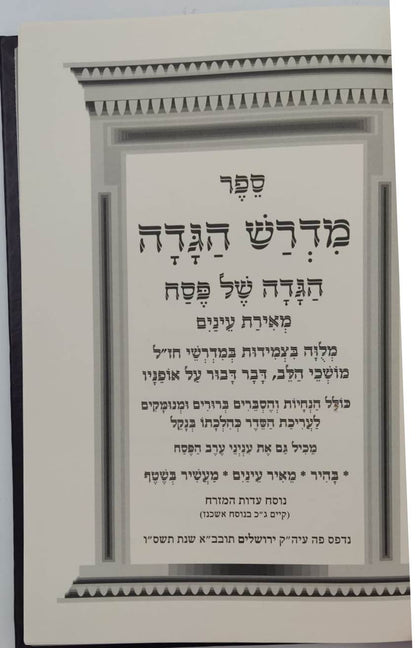 סֵפֶר
מִדְרַשׁ הַגָּדָה
הַגָּדָה שֶׁל פֶּסַח
מְאִירַת עֵינַיִם
מְלֻוָּה בִּצְמִידוּת בְּמִדְרְשֵׁי חז"ל
מוֹשְׁכֵי הַלֵּב, דָּבָר דָּבוּר עַל אוֹפַנָּיו
כּוֹלֵל הַנְחָיוֹת וְהֶסְבֵּרִים בְּרוּרִים וּמְנוּמָקִים
לַעֲרִיכַת הַסֵּדֶר כְּהִלְכָתוֹ בְּנָקֵל
מֵכִיל גַּם אֶת עִנְיְנֵי עֶרֶב הַפֶּסַח
* בָּהִיר * מֵאִיר עֵינַיִם * מַעֲשִׁיר בְּשֶׁטֶף
נוסח עדות המזרח
(קיים ג"כ בנוסח אשכנז)
נדפס פה עיה"ק ירושלים תובב"א שנת תשס"ו